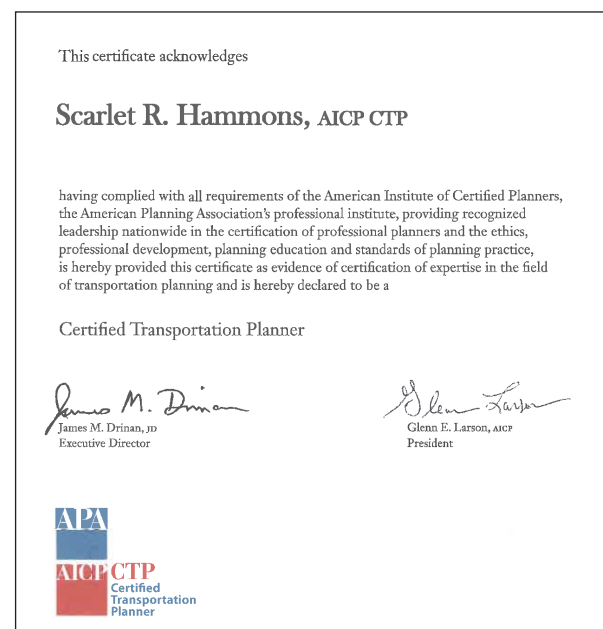 This certificate acknowledges
Scarlet R. Hammons, AICP CTP
having complied with all requirements of the American Institute of Certified Planners,
the American Planning Association's professional institute, providing recognized
leadership nationwide in the certification of professional planners and the ethics,
professional development, planning education and standards of planning practice,
is hereby provided this certificate as evidence of certification of expertise in the field
of transportation planning and is hereby declared to be a
Certified Transportation Planner
James M. Drinan
Glenn Larson
James M. Drinan, JD
Executive Director
Glenn E. Larson, AICP
President
APA
AICP CTP
Certified
Transportation
Planner